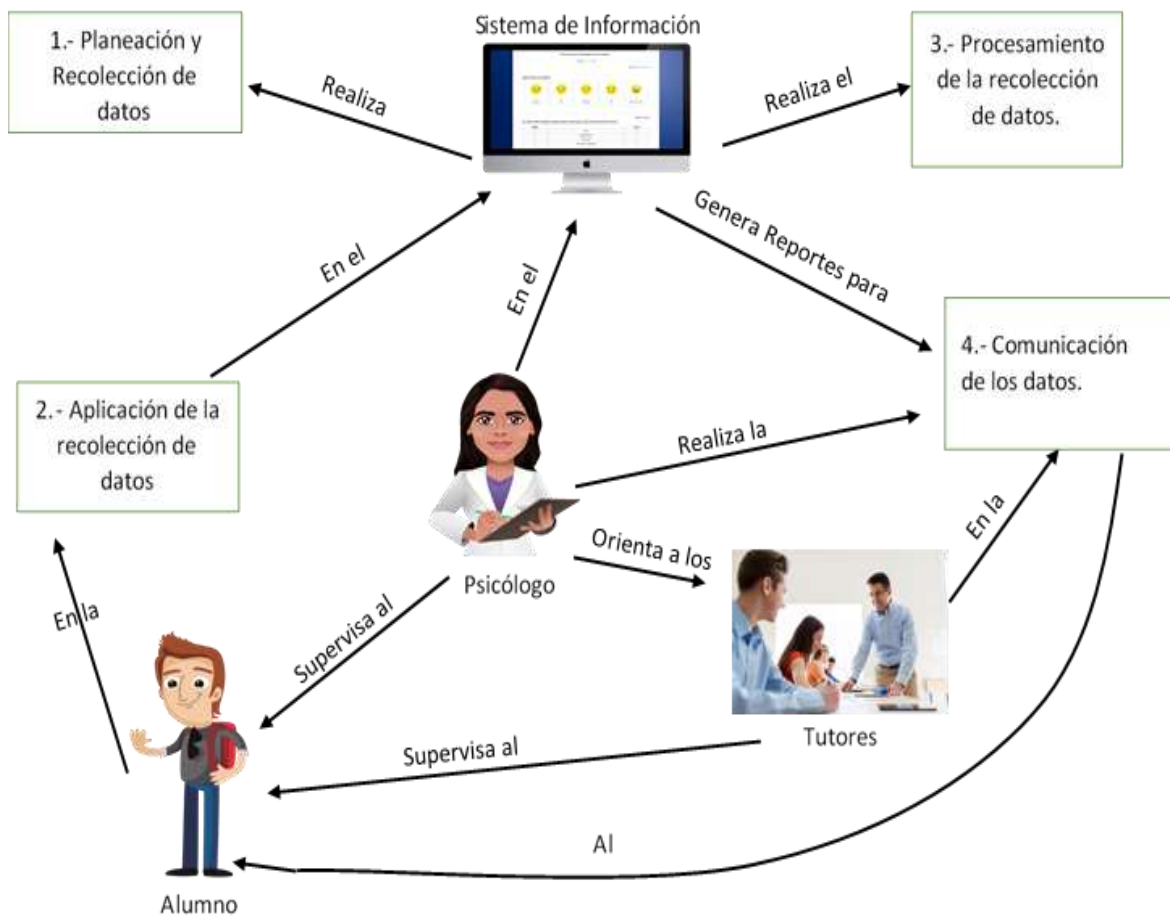 Sistema de Información
1.- Planeación y
Recolección de
datos
Realiza
Realiza el
3.- Procesamiento
de la recolección
de datos.
En el
En el
Genera Reportes para
2.- Aplicación de la
recolección de
datos
4.- Comunicación
de los datos.
Realiza la
En la
Orienta a los
Psicólogo
En la
Supervisa al
Tutores
Supervisa al
Al
Alumno